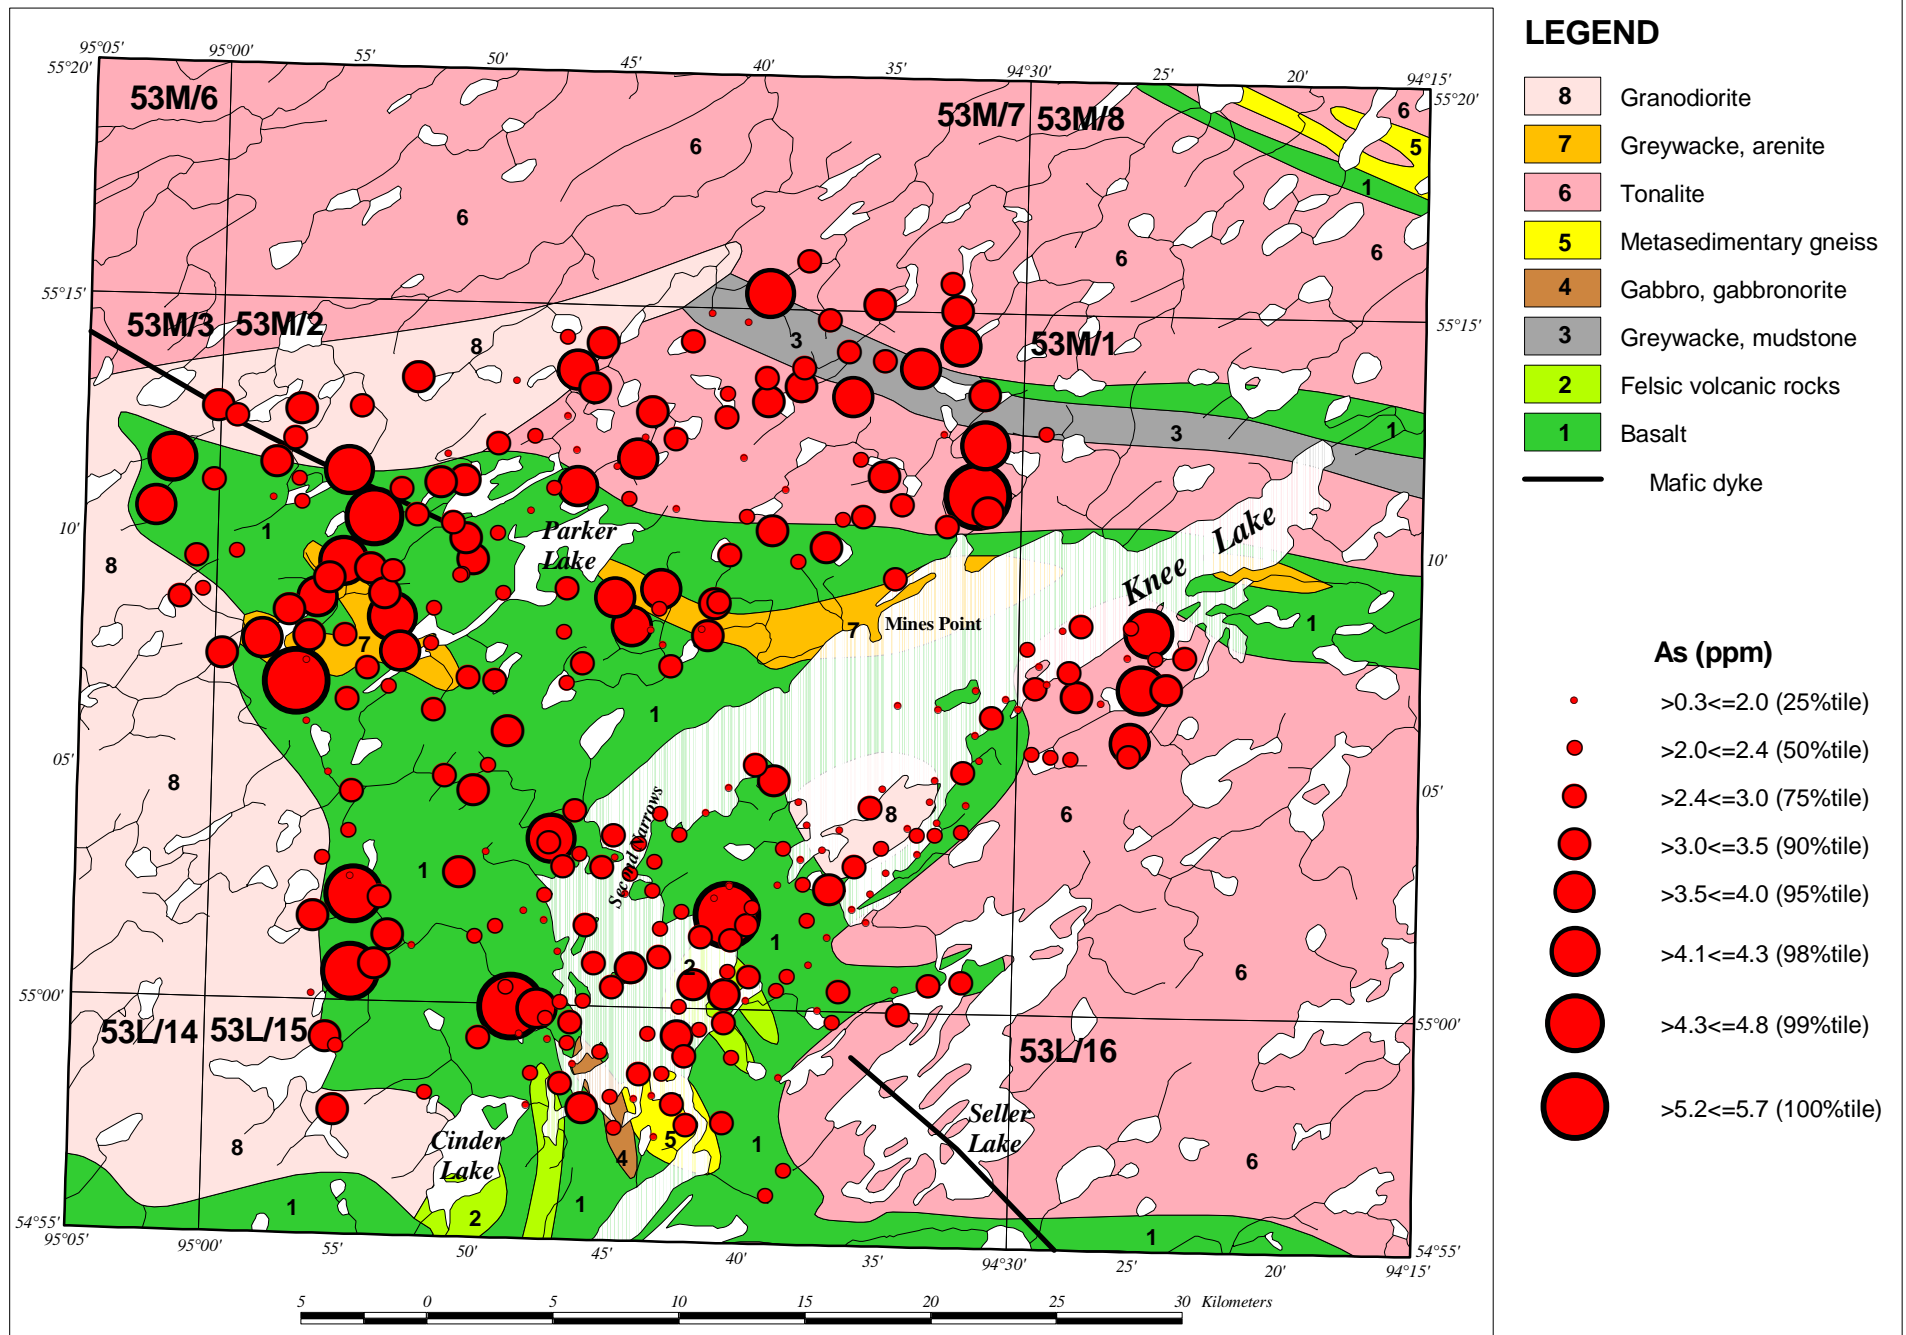 95°05'
95°00'
55'
50'
45'
40'
35'
94°30'
25'
20'
94°15'
55°20'
55°20'
53M/6
53M/7
53M/8
6
6
6
6
6
5
1
55°15'
55°15'
53M/3
53M/2
53M/1
8
3
3
1
10'
10'
1
8
Parker
Lake
Knee Lake
7
7
Mines Point
1
1
05'
05'
8
8
6
Second Narrows
1
1
2
6
55°00'
55°00'
53L/14
53L/15
53L/16
Seller
Lake
Cinder
Lake
8
5
4
1
6
1
2
1
1
54°55'
54°55'
95°05'
95°00'
55'
50'
45'
40'
35'
94°30'
25'
20'
94°15'
5 0 5 10 15 20 25 30 Kilometers
LEGEND
8 Granodiorite
7 Greywacke, arenite
6 Tonalite
5 Metasedimentary gneiss
4 Gabbro, gabbronorite
3 Greywacke, mudstone
2 Felsic volcanic rocks
1 Basalt
Mafic dyke
As (ppm)
>0.3<=2.0 (25%tile)
>2.0<=2.4 (50%tile)
>2.4<=3.0 (75%tile)
>3.0<=3.5 (90%tile)
>3.5<=4.0 (95%tile)
>4.1<=4.3 (98%tile)
>4.3<=4.8 (99%tile)
>5.2<=5.7 (100%tile)